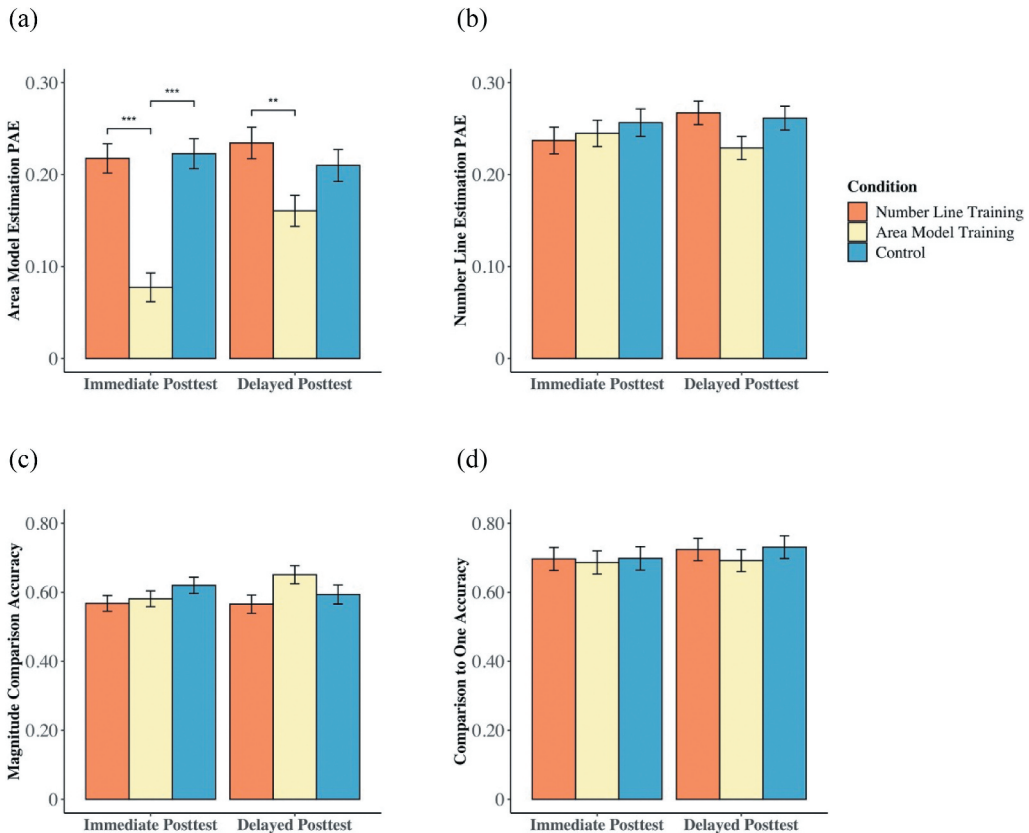 (a)
(b)
Area Model Estimation PAE
0.30
0.20
0.10
0
***
***
**
Immediate Posttest
Delayed Posttest
Number Line Estimation PAE
0.30
0.20
0.10
0
Immediate Posttest
Delayed Posttest
Condition
Number Line Training
Area Model Training
Control
(c)
(d)
Magnitude Comparison Accuracy
0.80
0.60
0.40
0.20
0
Immediate Posttest
Delayed Posttest
Comparison to One Accuracy
0.80
0.60
0.40
0.20
0
Immediate Posttest
Delayed Posttest